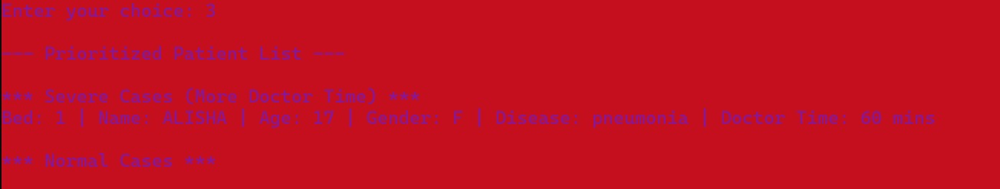 Enter your choice: 3
--- Prioritized Patient List ---
*** Severe Cases (More Doctor Time) ***
Bed: 1 | Name: ALISHA | Age: 17 | Gender: F | Disease: pneumonia | Doctor Time: 60 mins
*** Normal Cases ***